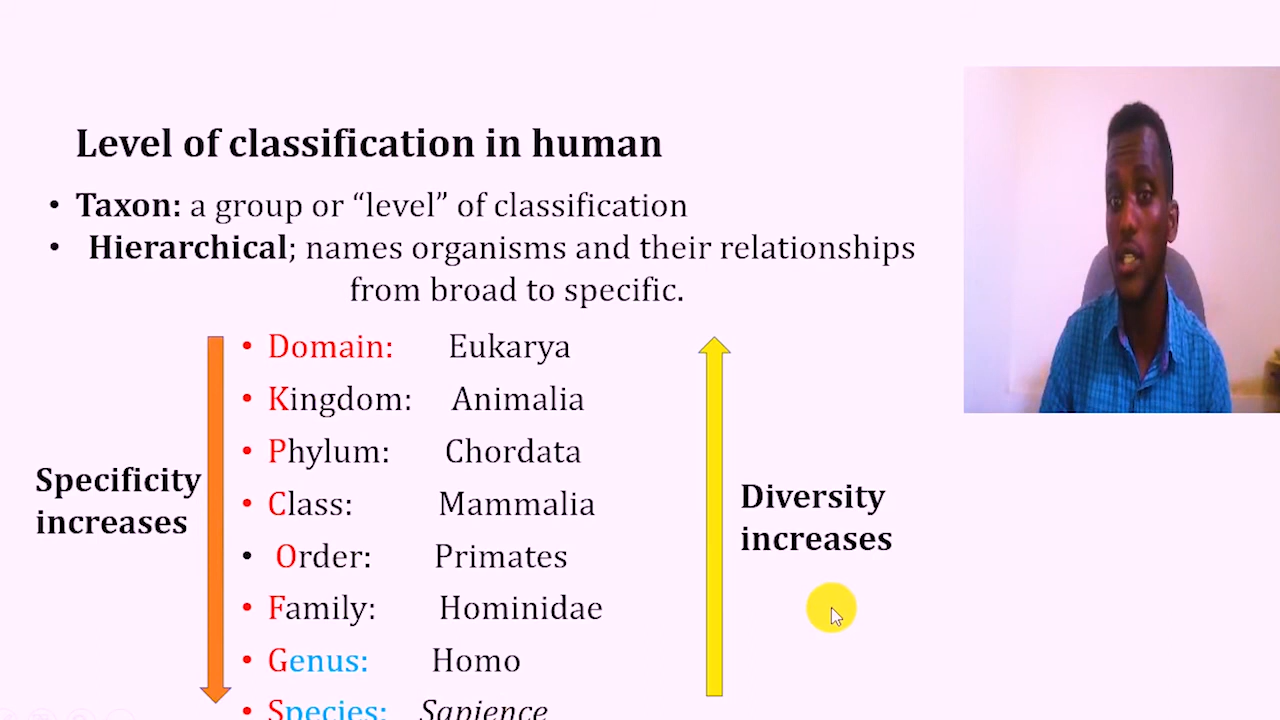 Level of classification in human
• Taxon: a group or “level” of classification
• Hierarchical; names organisms and their relationships
from broad to specific.
• Domain: Eukarya
• Kingdom: Animalia
• Phylum: Chordata
Specificity
increases
• Class: Mammalia
• Order: Primates
• Family: Hominidae
• Genus: Homo
• Species: Sapience
Diversity
increases